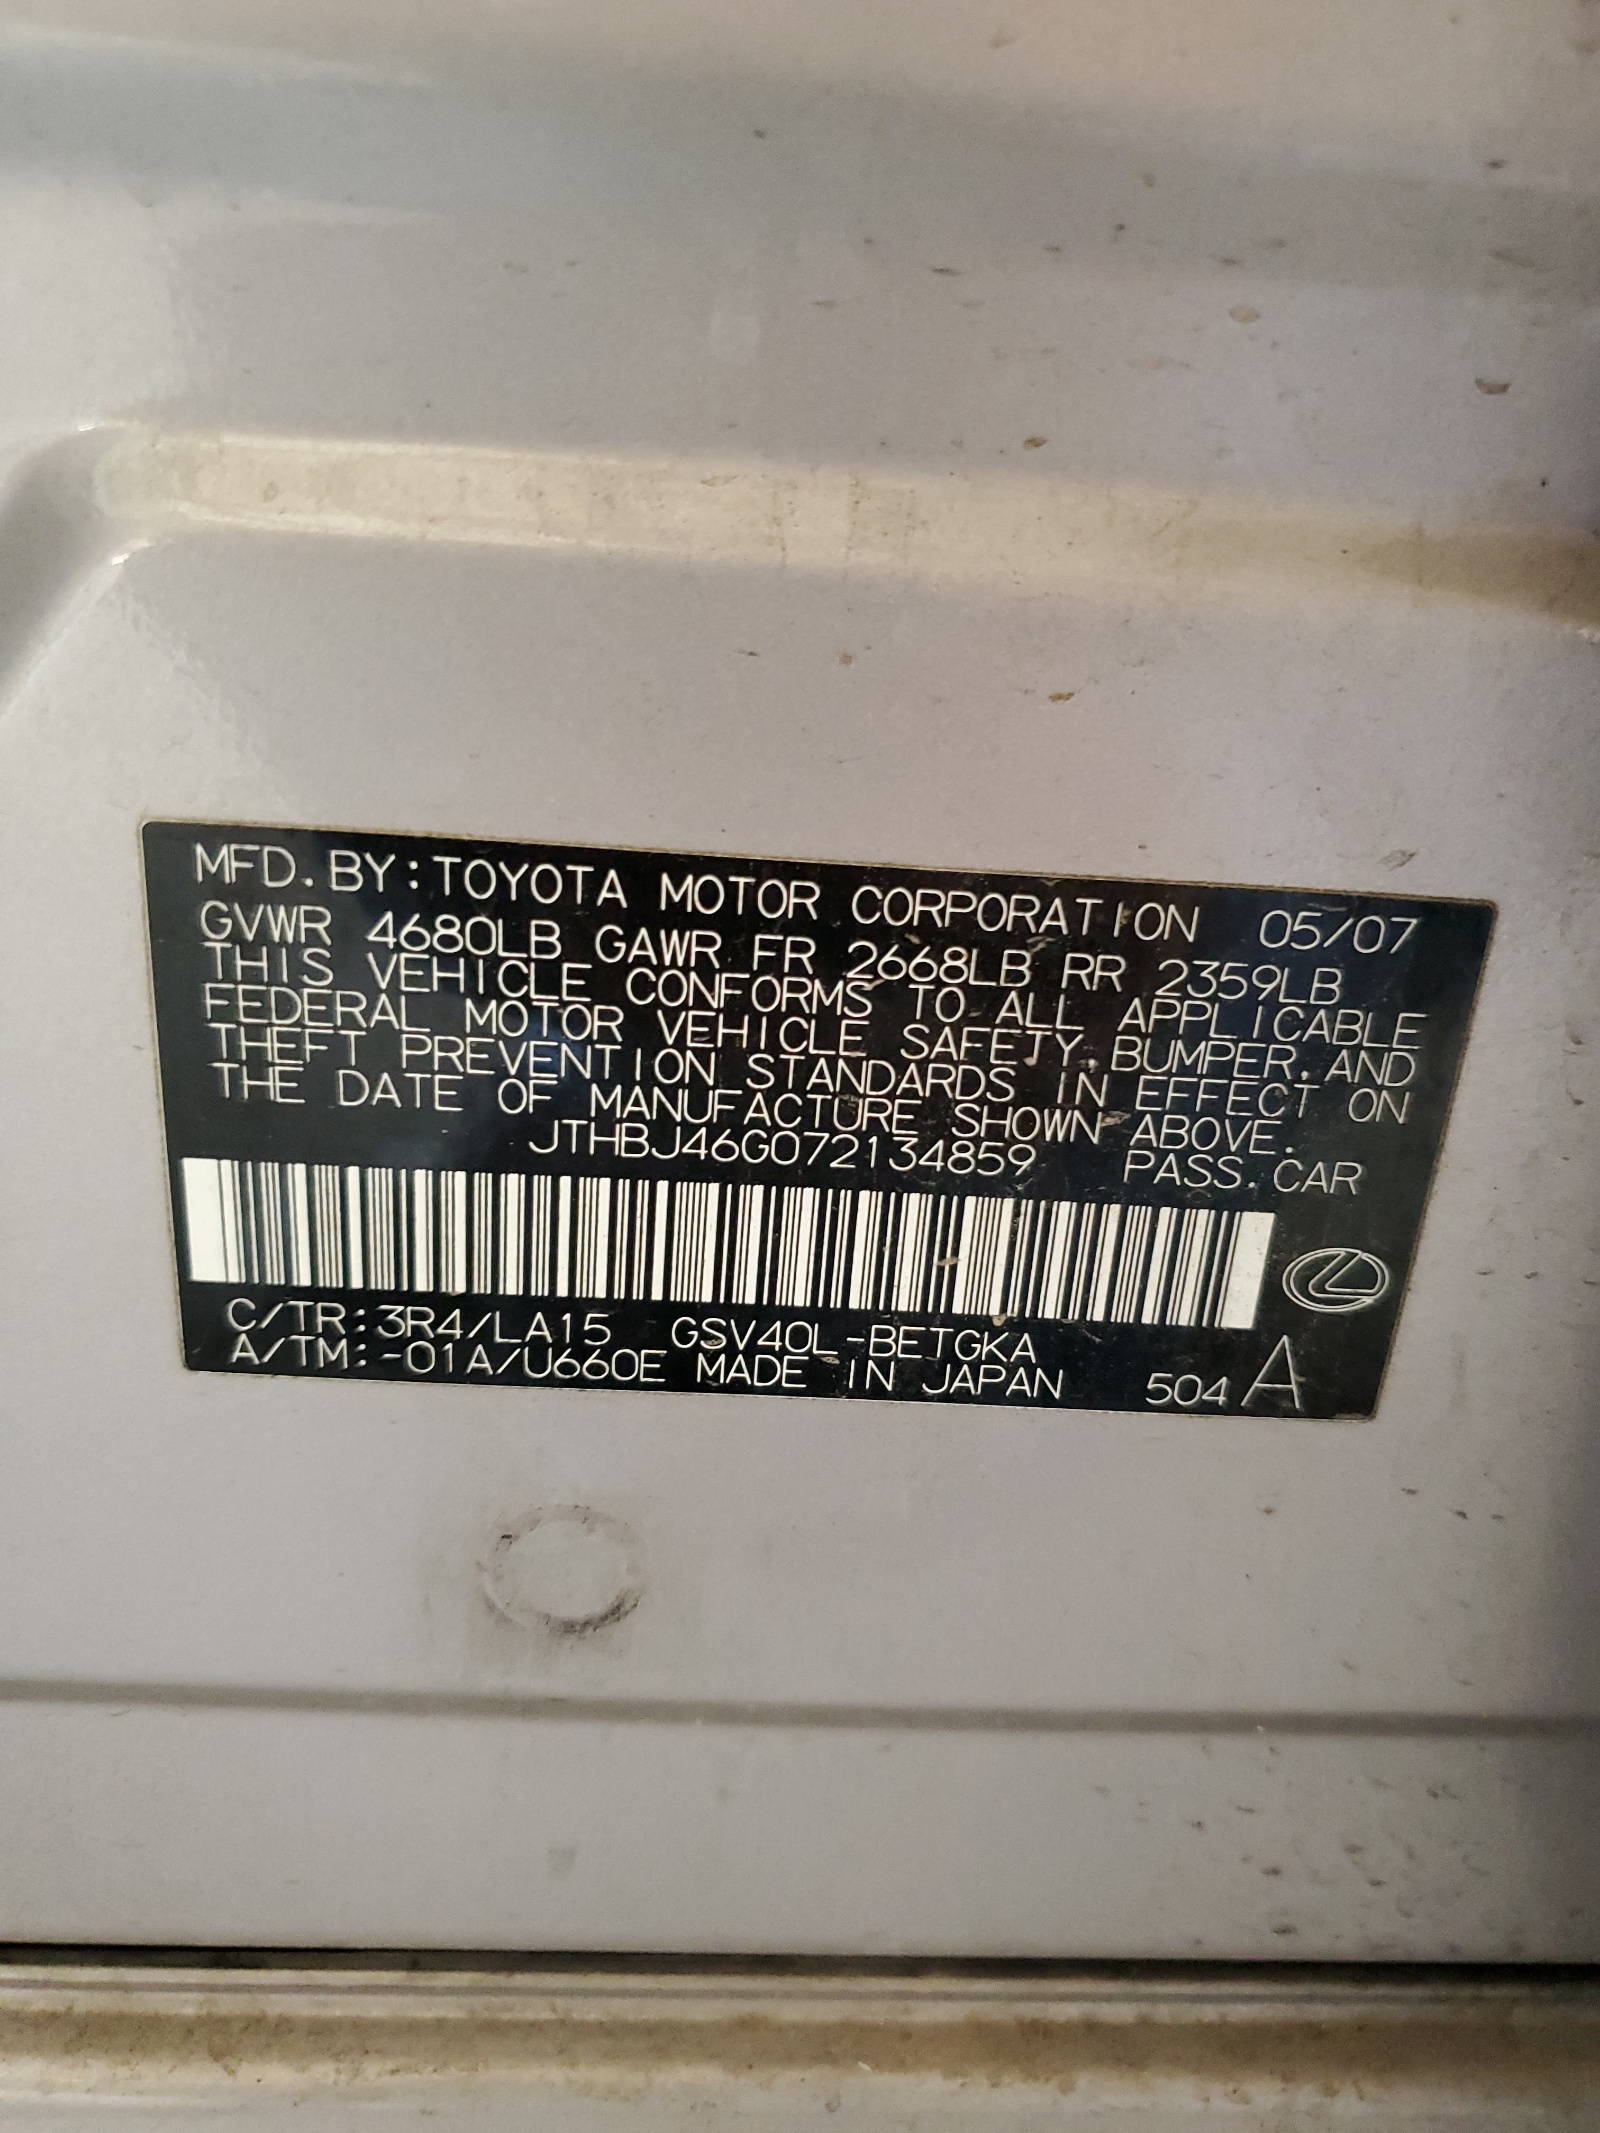 MFD. BY: TOYOTA MOTOR CORPORATION 05/07
GVWR 4680LB GAWR FR 2668LB RR 2359LB
THIS VEHICLE CONFORMS TO ALL APPLICABLE
FEDERAL MOTOR VEHICLE SAFETY, BUMPER, AND
THEFT PREVENTION STANDARDS IN EFFECT ON
THE DATE OF MANUFACTURE SHOWN ABOVE.
JTHBJ46G072134859 PASS. CAR
C/TR: 3R4/LA15 GSV40L-BETGKA
A/TM: -01A/U660E MADE IN JAPAN 504 A